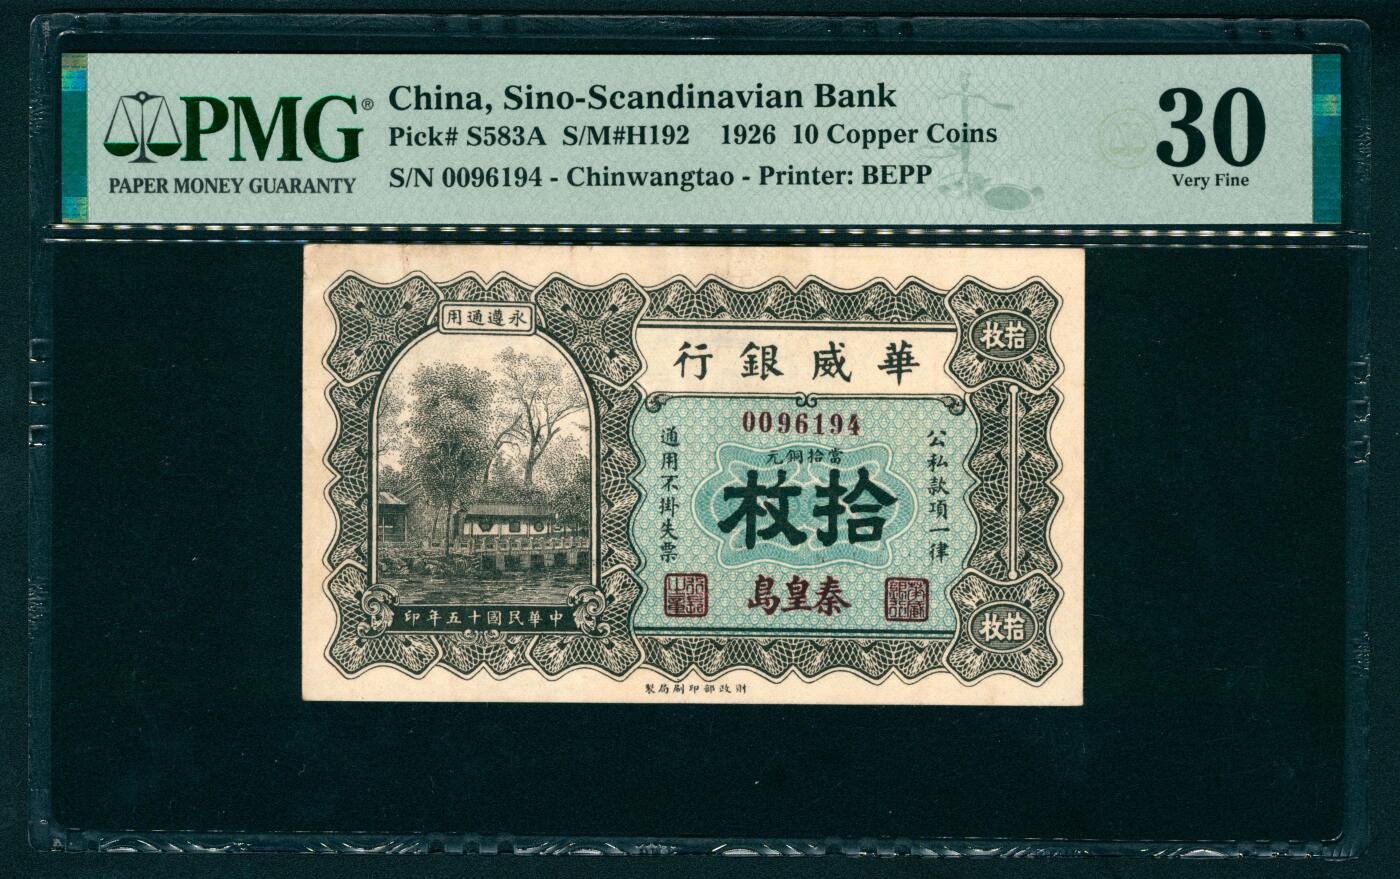 PMG®
PAPER MONEY GUARANTY
China, Sino-Scandinavian Bank
Pick# S583A S/M#H192 1926 10 Copper Coins
S/N 0096194 - Chinwangtao - Printer: BEPP
30
Very Fine
永遵通用
華威銀行
拾枚
0096194
當拾銅元
拾枚
公私款項一律
通用不掛失票
秦皇島
拾枚
中華民國十五年印
財政部印刷局製